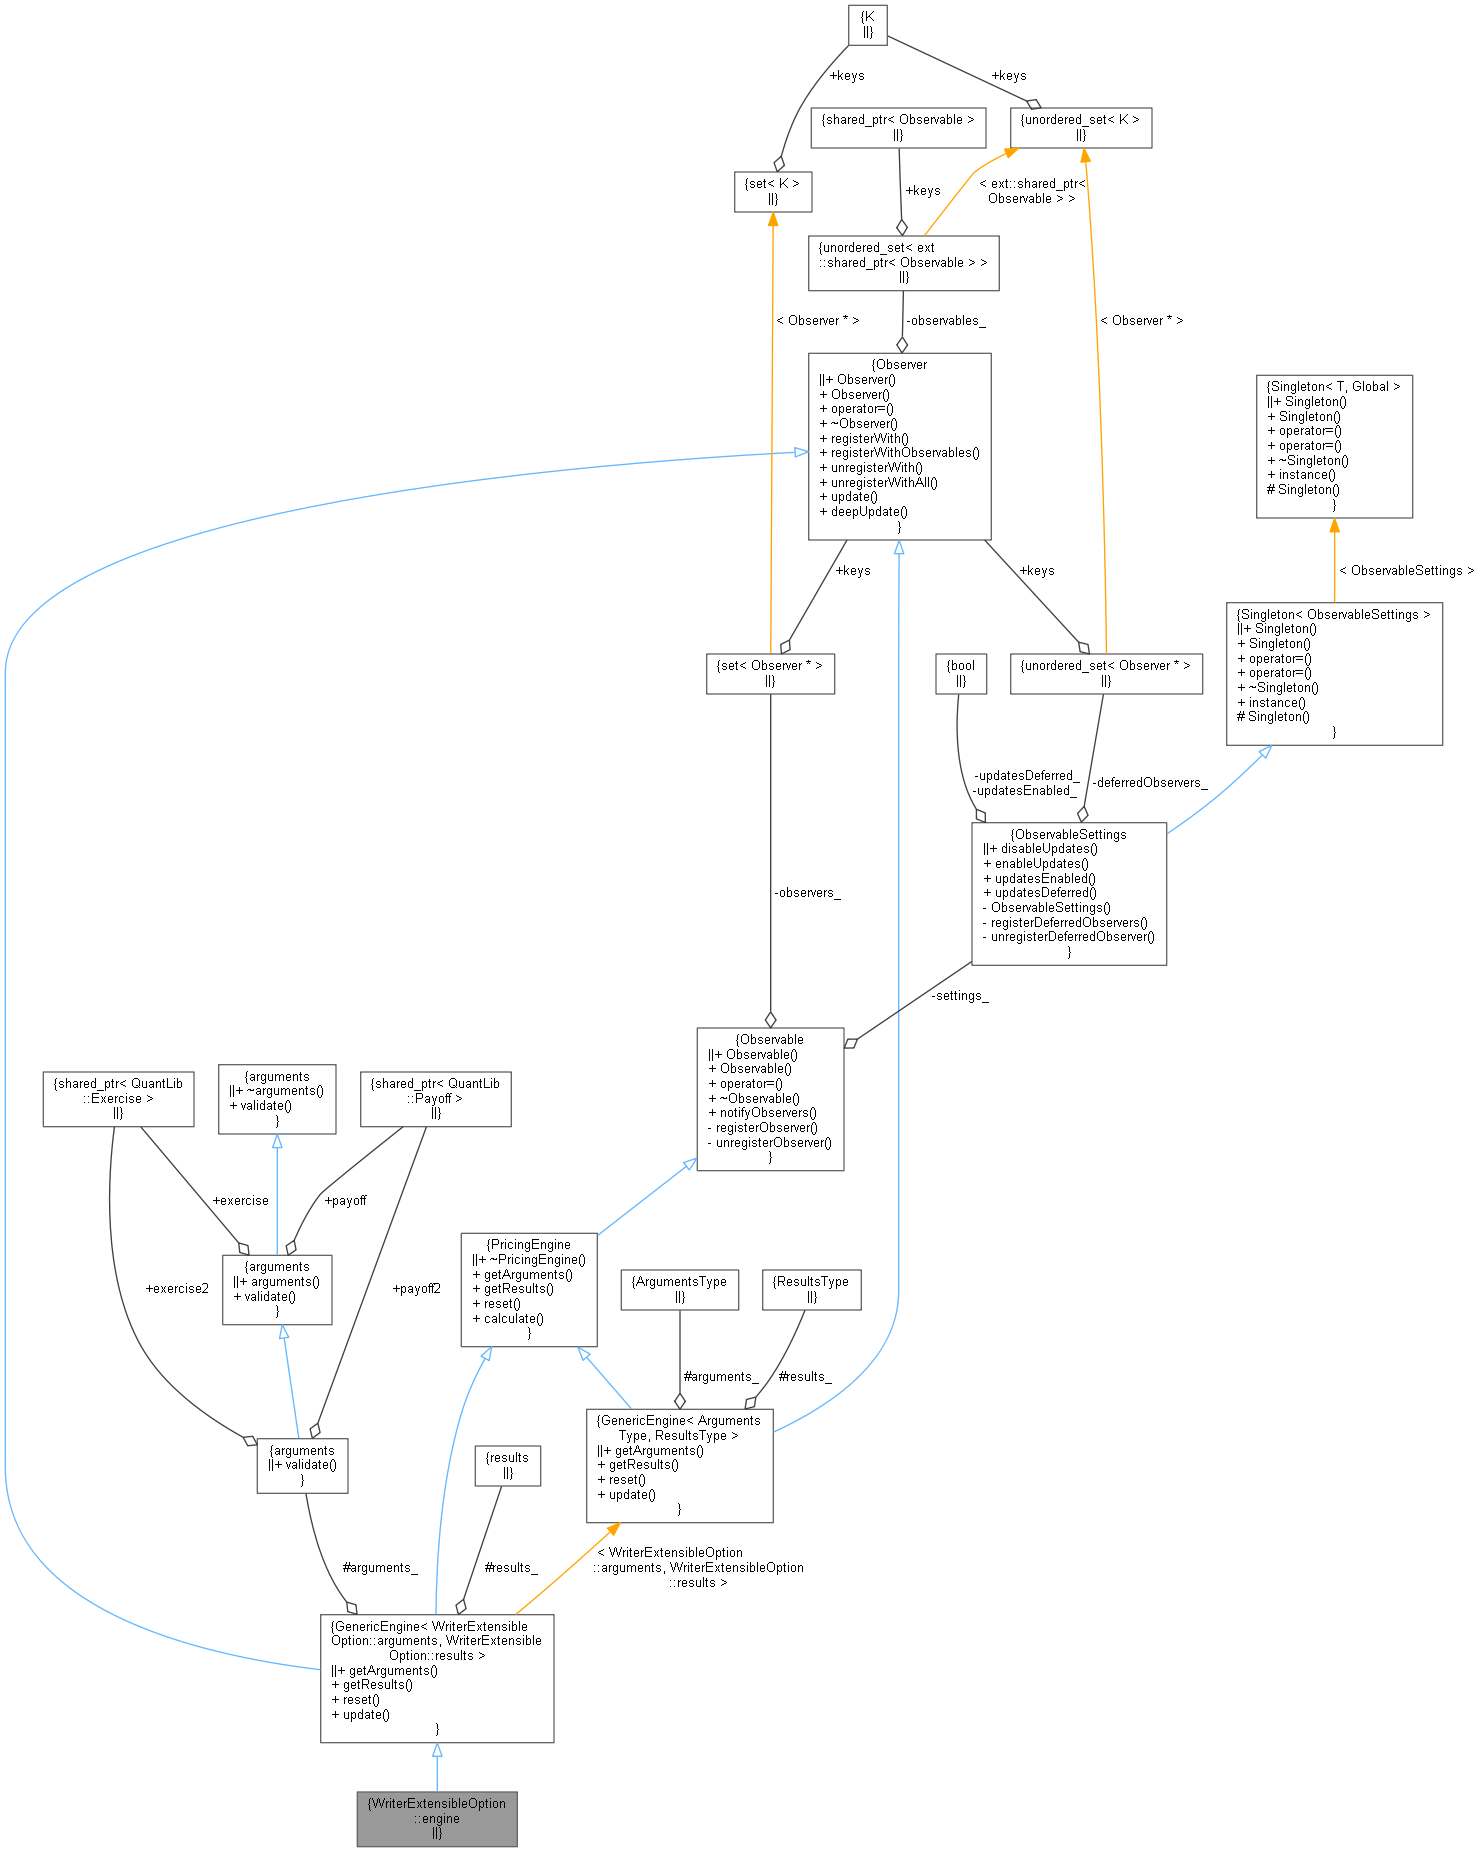 {K
||}
+keys
+keys
{shared_ptr< Observable >
||}
{unordered_set< K >
||}
{set< K >
||}
+keys
< ext::shared_ptr<
Observable > >
{unordered_set< ext
::shared_ptr< Observable > >
||}
< Observer * >
-observables_
< Observer * >
{Observer
||+ Observer()
+ Observer()
+ operator=()
+ ~Observer()
+ registerWith()
+ registerWithObservables()
+ unregisterWith()
+ unregisterWithAll()
+ update()
+ deepUpdate()
}
{Singleton< T, Global >
||+ Singleton()
+ Singleton()
+ operator=()
+ operator=()
+ ~Singleton()
+ instance()
# Singleton()
}
+keys
+keys
< ObservableSettings >
{Singleton< ObservableSettings >
||+ Singleton()
+ Singleton()
+ operator=()
+ operator=()
+ ~Singleton()
+ instance()
# Singleton()
}
{set< Observer * >
||}
{bool
||}
{unordered_set< Observer * >
||}
-updatesDeferred_
-updatesEnabled_
-deferredObservers_
{ObservableSettings
||+ disableUpdates()
+ enableUpdates()
+ updatesEnabled()
+ updatesDeferred()
- ObservableSettings()
- registerDeferredObservers()
- unregisterDeferredObserver()
}
-observers_
-settings_
{Observable
||+ Observable()
+ Observable()
+ operator=()
+ ~Observable()
+ notifyObservers()
- registerObserver()
- unregisterObserver()
}
{shared_ptr< QuantLib
::Exercise >
||}
{arguments
||+ ~arguments()
+ validate()
}
{shared_ptr< QuantLib
::Payoff >
||}
+exercise
+payoff
{arguments
||+ arguments()
+ validate()
}
+exercise2
+payoff2
{PricingEngine
||+ ~PricingEngine()
+ getArguments()
+ getResults()
+ reset()
+ calculate()
}
{ArgumentsType
||}
{ResultsType
||}
#arguments_
#results_
{GenericEngine< Arguments
Type, ResultsType >
||+ getArguments()
+ getResults()
+ reset()
+ update()
}
{arguments
||+ validate()
}
{results
||}
#arguments_
#results_
< WriterExtensibleOption
::arguments, WriterExtensibleOption
::results >
{GenericEngine< WriterExtensible
Option::arguments, WriterExtensible
Option::results >
||+ getArguments()
+ getResults()
+ reset()
+ update()
}
{WriterExtensibleOption
::engine
||}